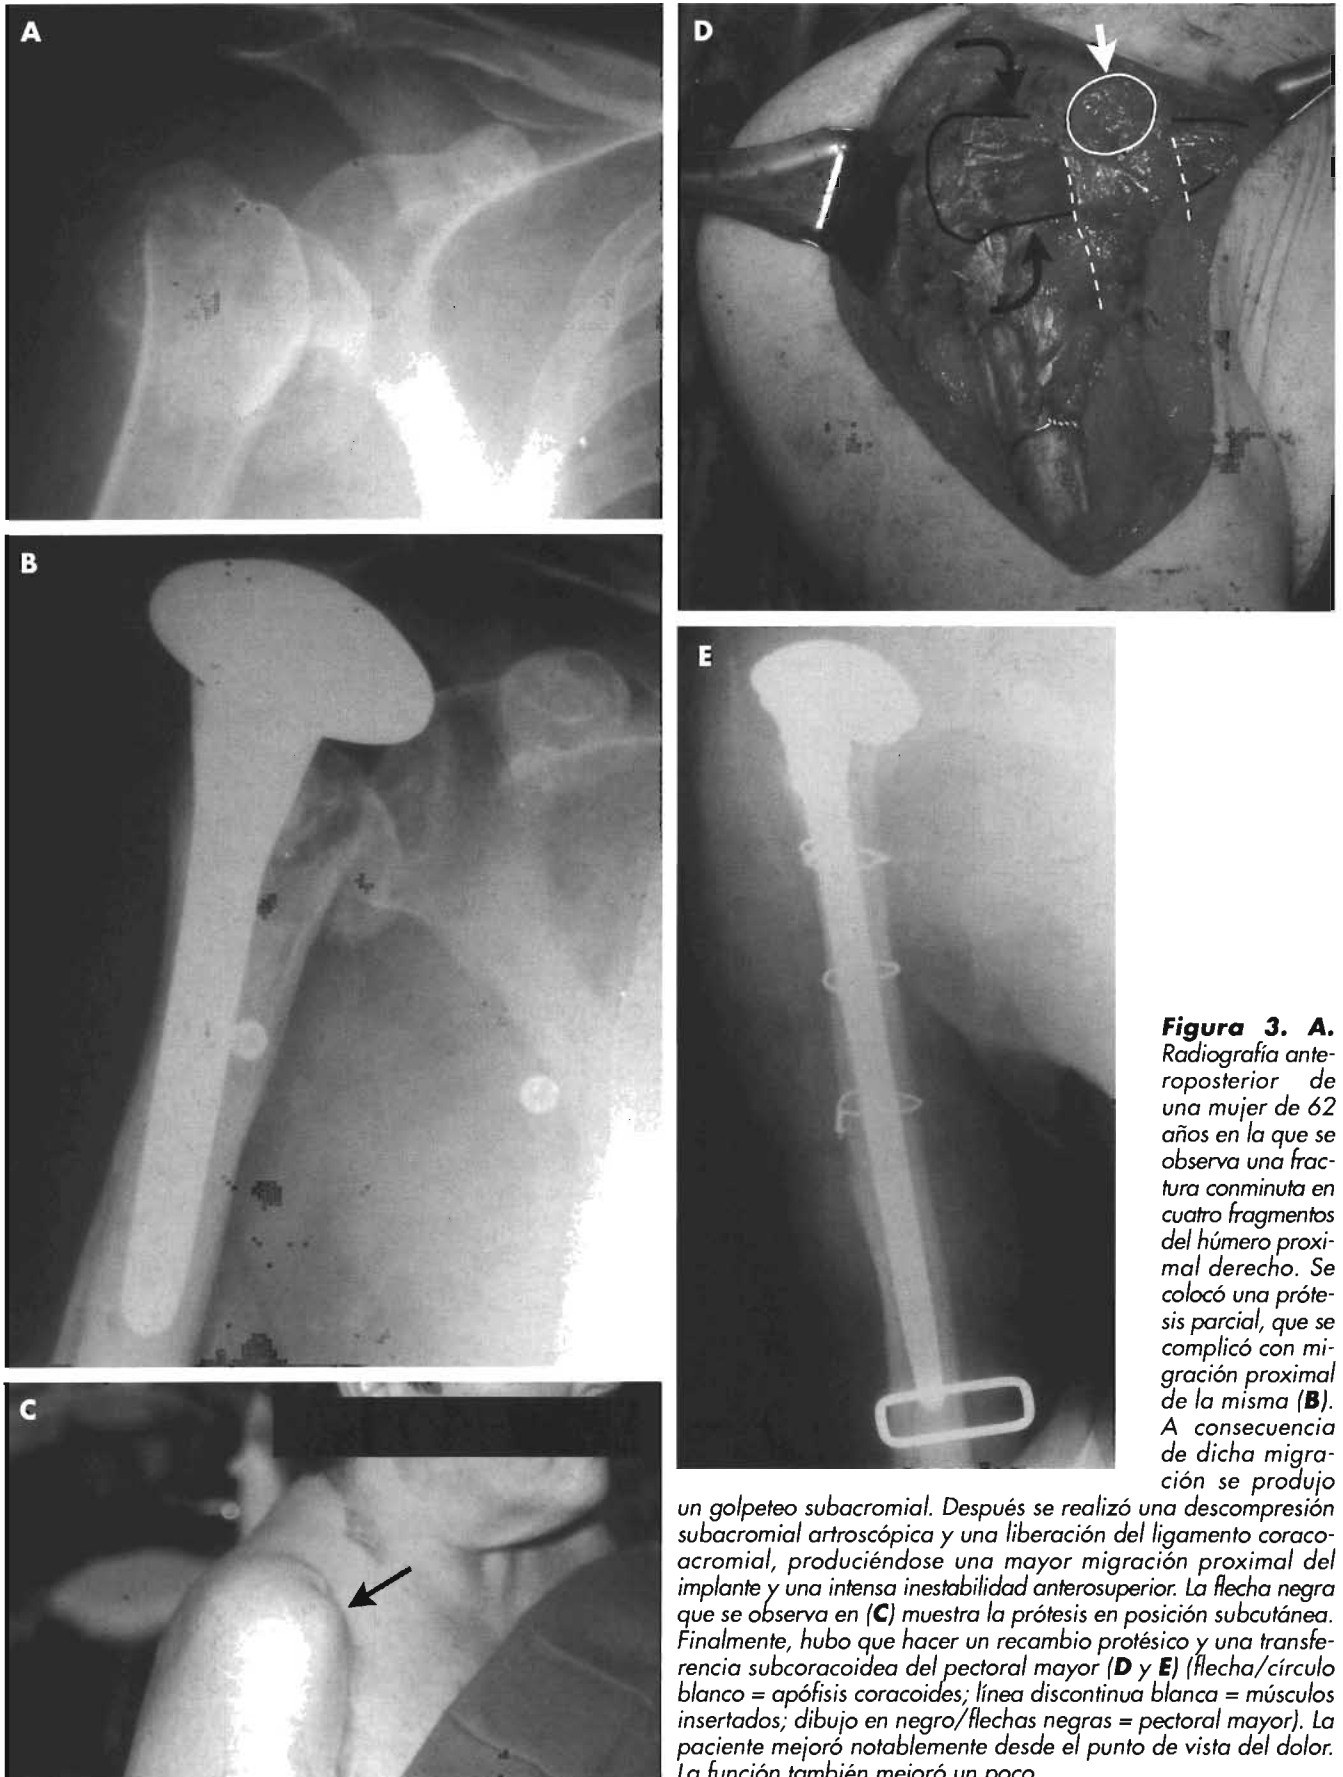 A
D
B
E
C
Figura 3. A.
Radiografía ante-
roposterior de
una mujer de 62
años en la que se
observa una frac-
tura conminuta en
cuatro fragmentos
del húmero proxi-
mal derecho. Se
colocó una próte-
sis parcial, que se
complicó con mi-
gración proximal
de la misma (B).
A consecuencia
de dicha migra-
ción se produjo
un golpeteo subacromial. Después se realizó una descompresión
subacromial artroscópica y una liberación del ligamento coraco-
acromial, produciéndose una mayor migración proximal del
implante y una intensa inestabilidad anterosuperior. La flecha negra
que se observa en (C) muestra la prótesis en posición subcutánea.
Finalmente, hubo que hacer un recambio protésico y una transfe-
rencia subcoracoidea del pectoral mayor (D y E) (flecha/círculo
blanco = apófisis coracoides; línea discontinua blanca = músculos
insertados; dibujo en negro/flechas negras = pectoral mayor). La
paciente mejoró notablemente desde el punto de vista del dolor.
La función también mejoró un poco